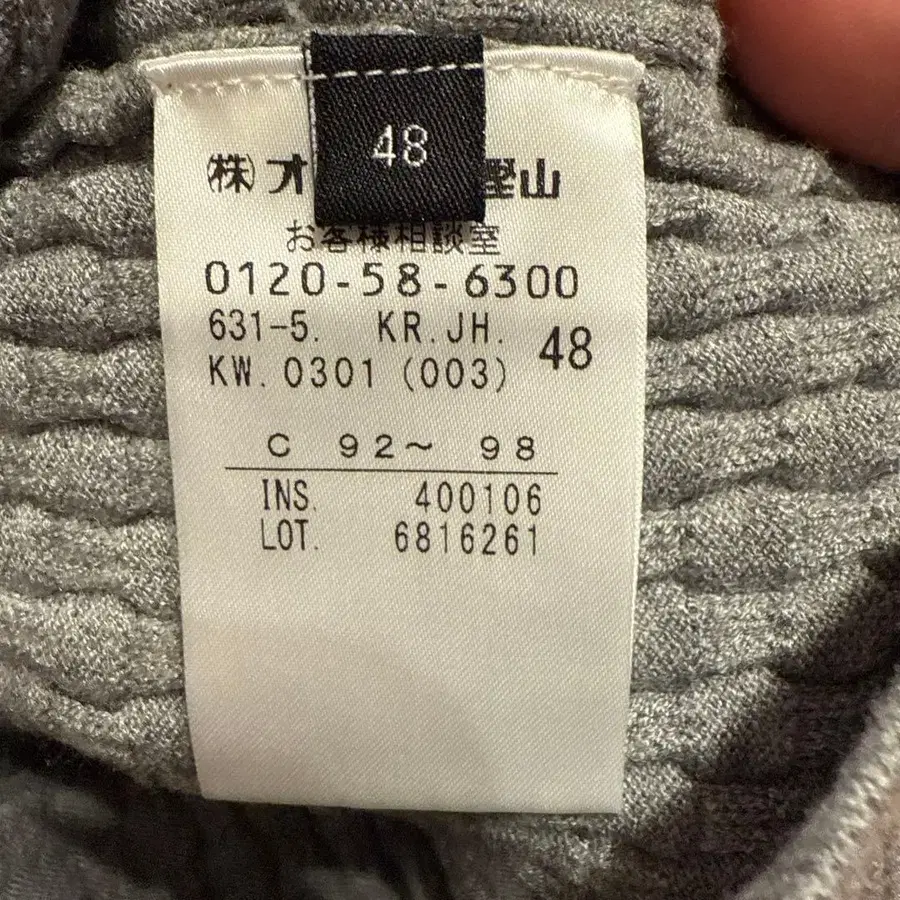 48
㈱オ 樫山
お客様相談室
0120-58-6300
631-5. KR.JH. 48
KW. 0301 (003)
C 92～ 98
INS. 400106
LOT. 6816261